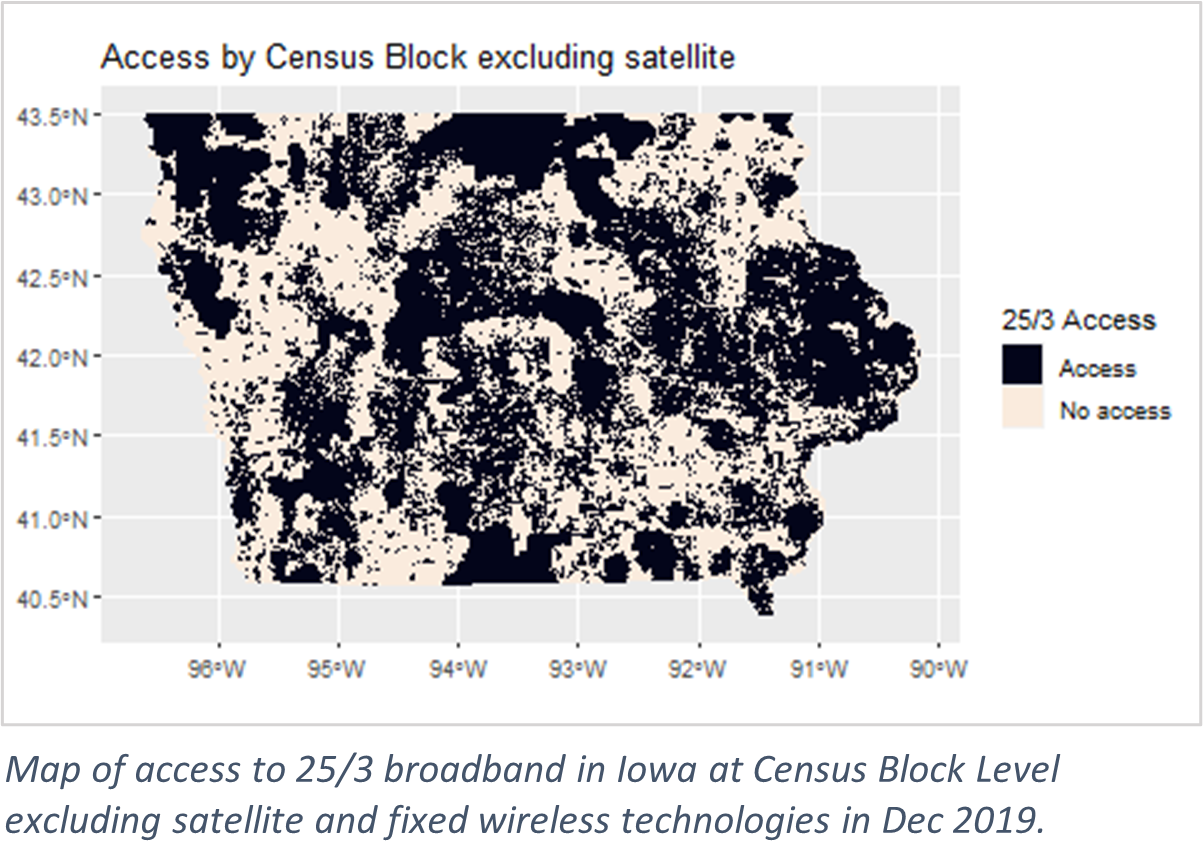 Access by Census Block excluding satellite
43.5°N
43.0°N
42.5°N
42.0°N
41.5°N
41.0°N
40.5°N
96°W 95°W 94°W 93°W 92°W 91°W 90°W
25/3 Access
Access
No access
Map of access to 25/3 broadband in Iowa at Census Block Level
excluding satellite and fixed wireless technologies in Dec 2019.